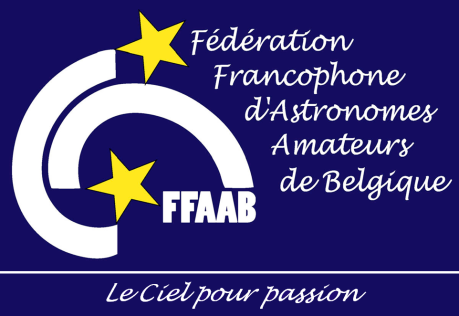 Fédération
Francophone
d'Astronomes
Amateurs
de Belgique
FFAAB
Le Ciel pour passion